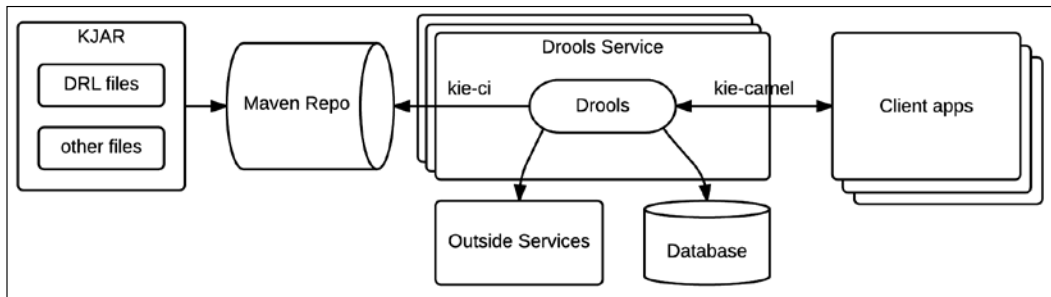 KJAR
DRL files
other files
Maven Repo
kie-ci
Drools Service
Drools
kie-camel
Client apps
Outside Services
Database